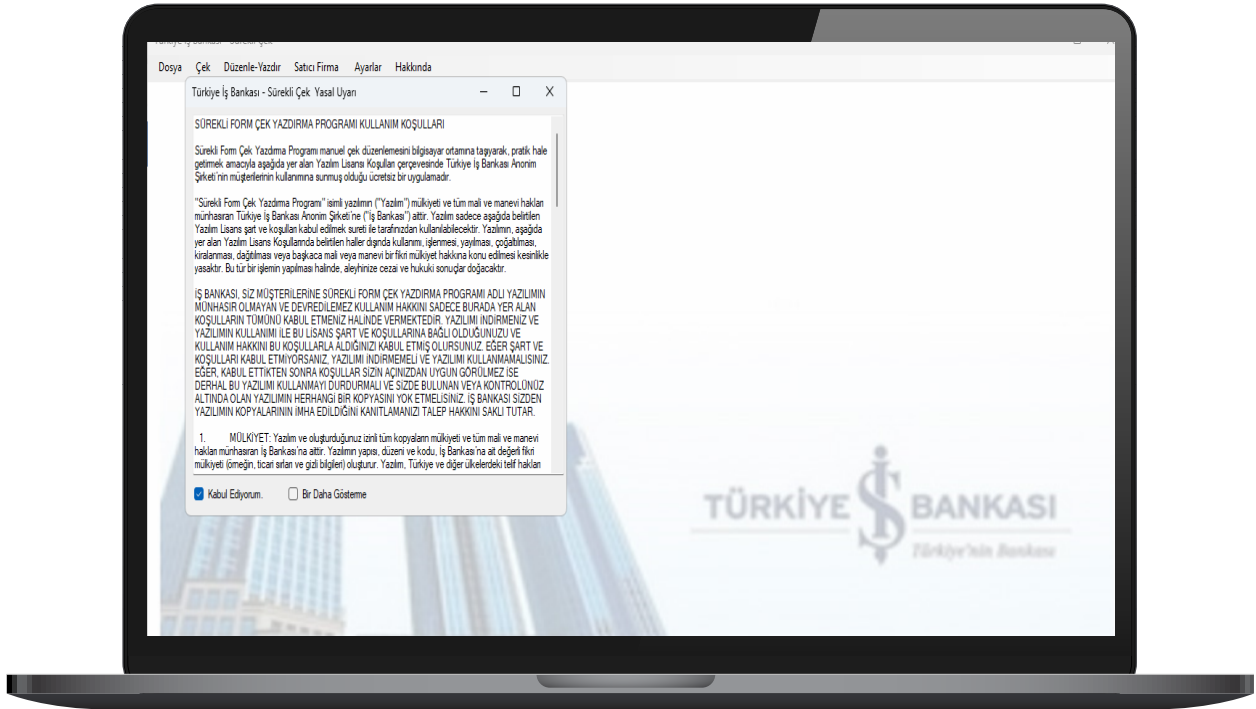 Dosya Çek Düzenle-Yazdır Satıcı Firma Ayarlar Hakkında
Türkiye İş Bankası - Sürekli Çek Yasal Uyarı
SÜREKLİ FORM ÇEK YAZDIRMA PROGRAMI KULLANIM KOŞULLARI
Sürekli Form Çek Yazdırma Programı manuel çek düzenlemesini bilgisayar ortamına taşıyarak, pratik hale
getirmek amacıyla aşağıda yer alan Yazılım Lisansı Koşulları çerçevesinde Türkiye İş Bankası Anonim
Şirketi'nin müşterilerinin kullanımına sunmuş olduğu ücretsiz bir uygulamadır.
"Sürekli Form Çek Yazdırma Programı" isimli yazılımın ("Yazılım") mülkiyeti ve tüm mali ve manevi hakları
münhasıran Türkiye İş Bankası Anonim Şirketi'ne ("İş Bankası") aittir. Yazılım sadece aşağıda belirtilen
Yazılım Lisans şart ve koşulları kabul edilmek sureti ile tarafınızdan kullanılabilecektir. Yazılımın, aşağıda
yer alan Yazılım Lisans Koşullarında belirtilen haller dışında kullanımı, işlenmesi, yayılması, çoğaltılması,
kiralanması, dağıtılması veya başkaca mali veya manevi bir fikri mülkiyet hakkına konu edilmesi kesinlikle
yasaktır. Bu tür bir işlemin yapılması halinde, aleyhinize cezai ve hukuki sonuçlar doğacaktır.
İŞ BANKASI, SİZ MÜŞTERİLERİNE SÜREKLİ FORM ÇEK YAZDIRMA PROGRAMI ADLI YAZILIMIN
MÜNHASIR OLMAYAN VE DEVREDİLEMEZ KULLANIM HAKKINI SADECE BURADA YER ALAN
KOŞULLARIN TÜMÜNÜ KABUL ETMENİZ HALİNDE VERMEKTEDİR. YAZILIMI İNDİRMENİZ VE
YAZILIMIN KULLANIMI İLE BU LİSANS ŞART VE KOŞULLARINA BAĞLI OLDUĞUNUZU VE
KULLANIM HAKKINI BU KOŞULLARLA ALDIĞINIZI KABUL ETMİŞ OLURSUNUZ. EĞER ŞART VE
KOŞULLARI KABUL ETMİYORSANIZ, YAZILIMI İNDİRMEMELİ VE YAZILIMI KULLANMAMALISINIZ.
EĞER, KABUL ETTİKTEN SONRA KOŞULLAR SİZİN AÇINIZDAN UYGUN GÖRÜLMEZ İSE
DERHAL BU YAZILIMI KULLANMAYI DURDURMALI VE SİZDE BULUNAN VEYA KONTROLÜNÜZ
ALTINDA OLAN YAZILIMIN HERHANGİ BİR KOPYASINI YOK ETMELİSİNİZ. İŞ BANKASI SİZDEN
YAZILIMIN KOPYALARININ İMHA EDİLDİĞİNİ KANITLAMANIZI TALEP HAKKINI SAKLI TUTAR.
1. MÜLKİYET: Yazılım ve oluşturduğunuz izinli tüm kopyaların mülkiyeti ve tüm mali ve manevi
hakları münhasıran İş Bankası'na aittir. Yazılımın yapısı, düzeni ve kodu, İş Bankası'na ait değerli fikri
mülkiyeti (örneğin, ticari sırları ve gizli bilgileri) oluşturur. Yazılım, Türkiye ve diğer ülkelerdeki telif hakları
Kabul Ediyorum. Bir Daha Gösterme
TÜRKİYE İŞ BANKASI
Türkiye'nin Bankası